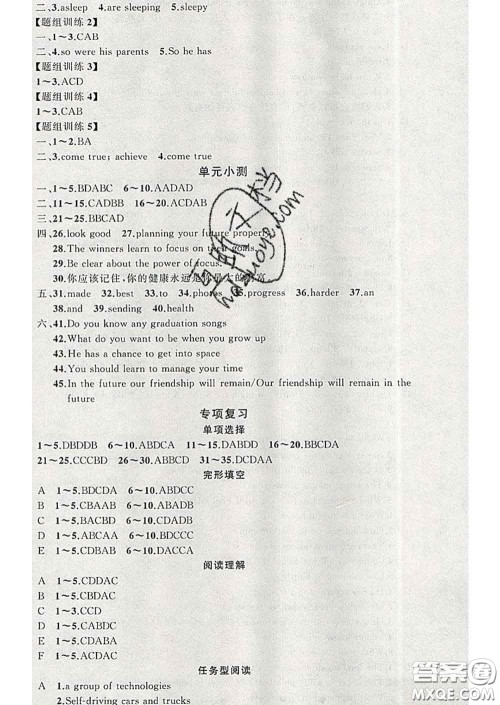 二、3.asleep 4.are sleeping 5.sleepy
【题组训练2】
一、1～3.CAB
二、4.so were his parents 5.So he has
【题组训练3】
1～3.ACD
【题组训练4】
1～3.CAB
【题组训练5】
一、1～2.BA
二、3.come true; achieve 4.come true
单元小测
一、1～5.BDABC 6～10.AADAD
二、11～15.CADBB 16～20.ACDAB
三、21～25.BBCAD
四、26.look good 27.planning your future properly
28.The winners learn to focus on their goals.
29.Be clear about the power of focus.
30.你应该记住,你的健康永远是你最大的财富
五、31.made 32.best 33.to 34.phones 35.progress 36.harder 37.an
38.and 39.sending 40.health
六、41.Do you know any graduation songs
42.What do you want to be when you grow up
43.He has a chance to get into space
44.You should learn to manage your time
45.In the future our friendship will remain/Our friendship will remain in the
future
专项复习
单项选择
1～5.DBDDB 6～10.ABDCA 11～15.DABDD 16～20.BBCDA
21～25.CCCBD 26～30.ABBCD 31～35.DCDAA
完形填空
A 1～5.BDCDA 6～10.ABDCC
B 1～5.CBAAB 6～10.ABDBC
C 1～5.BACBD 6～10.CDADB
D 1～5.ABCAA 6～10.BBDCC
E 1～5.CDBAB 6～10.DACCA
阅读理解
A 1～5.CDDAC
B 1～5.CBDAC
C 1～3.CCD
D 1～5.DACBC
E 1～5.CDABA
F 1～5.ACDAC
任务型阅读
A 1.a group of technologies
2.Self-driving cars and trucks
答案圈
MXQE.COM